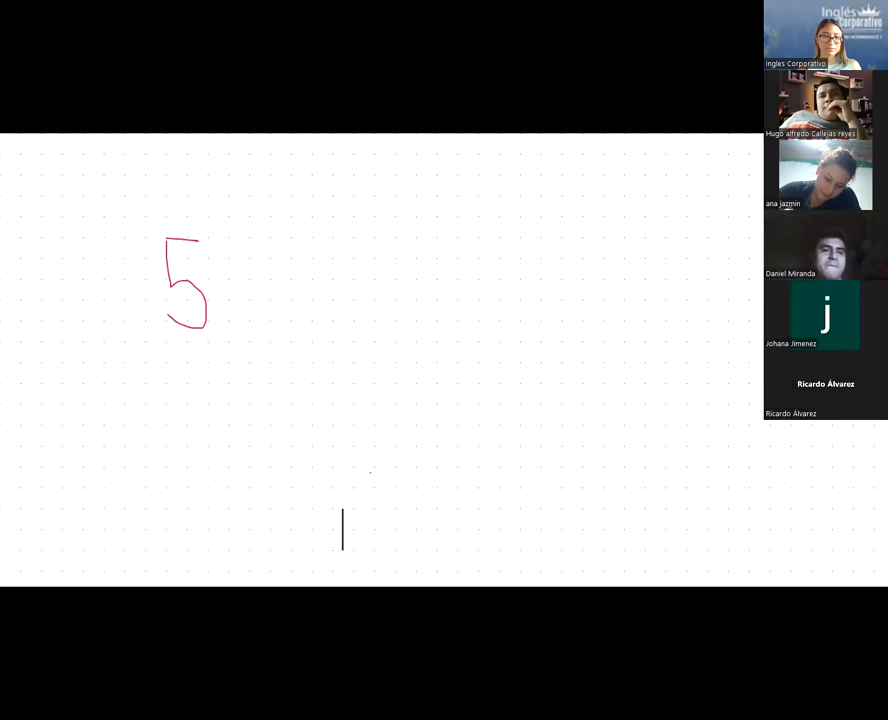 Inglés
Corporativo
Ingles Corporativo
Hugo alfredo Callejas reyes
ana jazmin
Daniel Miranda
j
Johana Jimenez
Ricardo Álvarez
Ricardo Álvarez
5